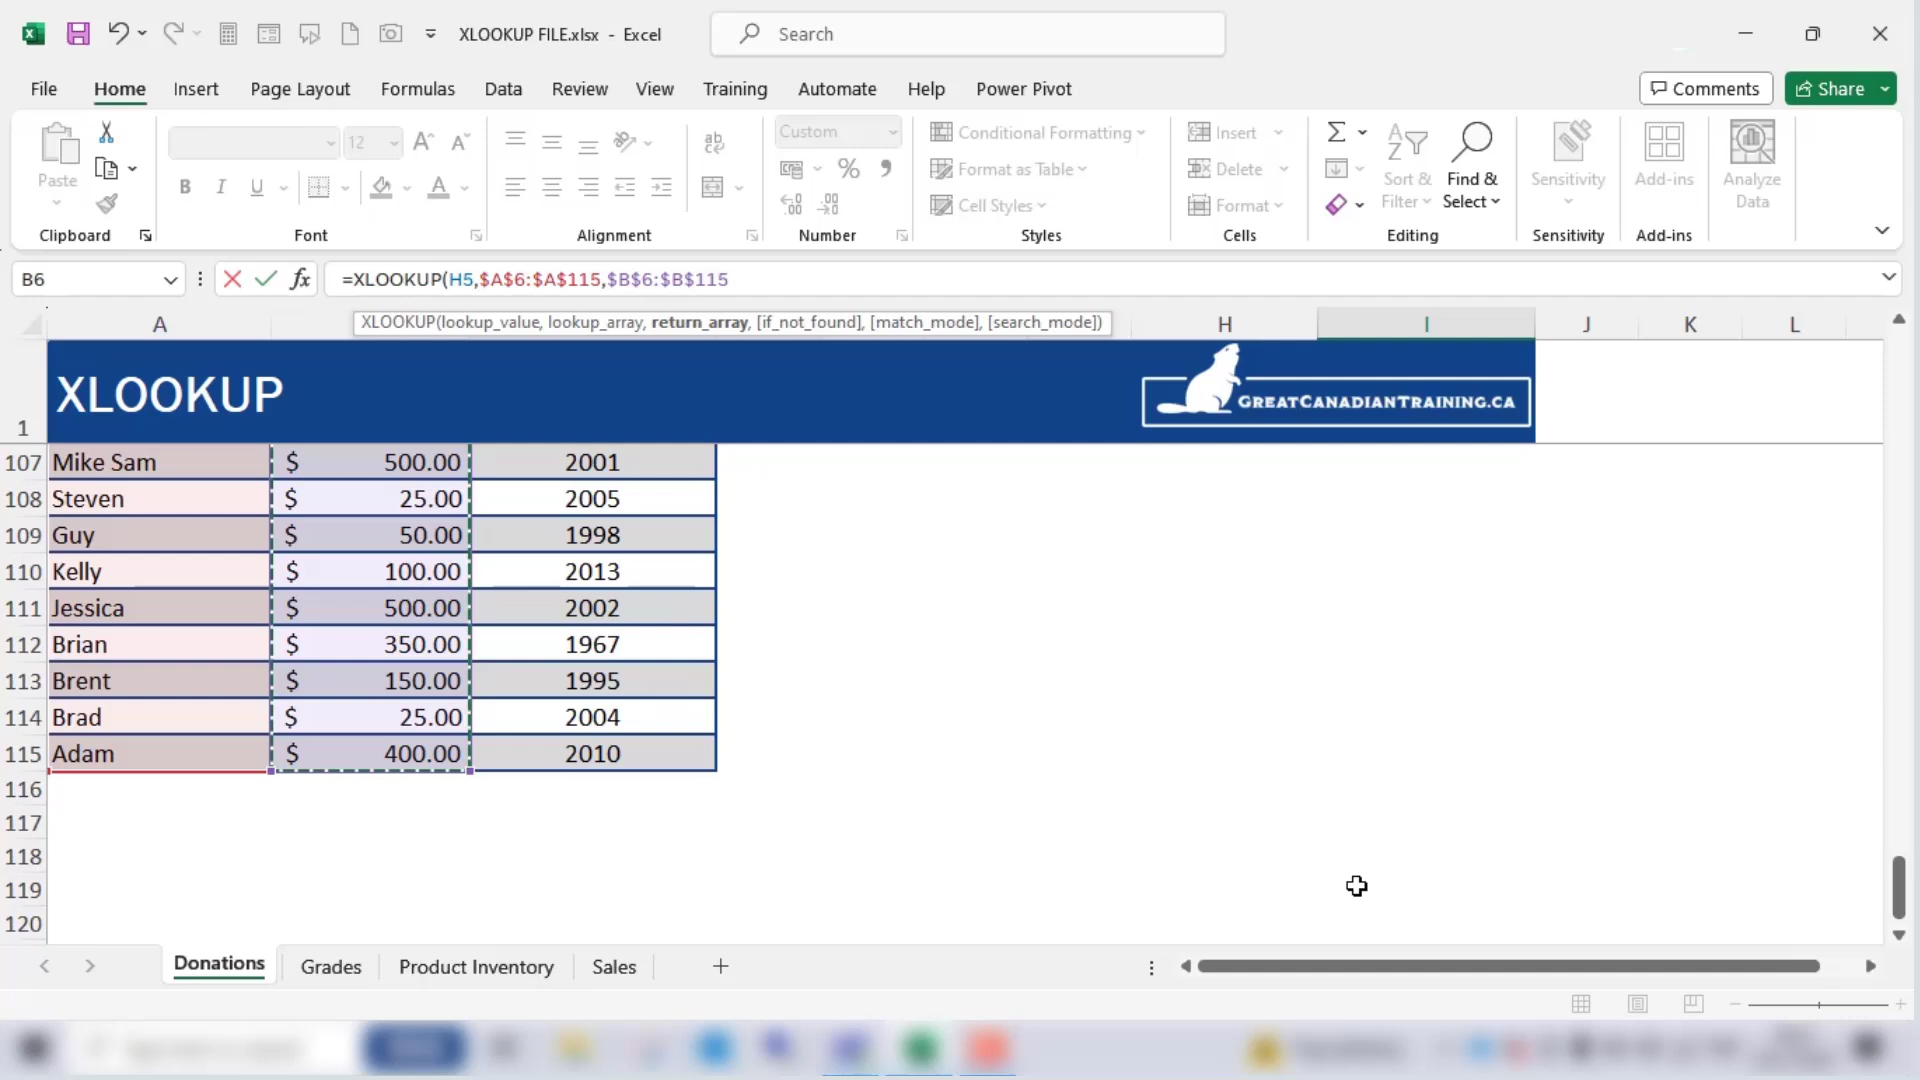 XLOOKUP FILE.xlsx - Excel
Search
File Home Insert Page Layout Formulas Data Review View Training Automate Help Power Pivot
Comments
Share
Paste
12
Custom
Conditional Formatting
Format as Table
Cell Styles
Insert
Delete
Format
Sort & Filter
Find & Select
Sensitivity
Add-ins
Analyze Data
Clipboard Font Alignment Number Styles Cells Editing Sensitivity Add-ins
B6
=XLOOKUP(H5,$A$6:$A$115,$B$6:$B$115
XLOOKUP(lookup_value, lookup_array, return_array, [if_not_found], [match_mode], [search_mode])
A H I J K L
1 XLOOKUP
GREATCANADIANTRAINING.CA
107 Mike Sam $ 500.00 2001
108 Steven $ 25.00 2005
109 Guy $ 50.00 1998
110 Kelly $ 100.00 2013
111 Jessica $ 500.00 2002
112 Brian $ 350.00 1967
113 Brent $ 150.00 1995
114 Brad $ 25.00 2004
115 Adam $ 400.00 2010
116
117
118
119
120
Donations Grades Product Inventory Sales